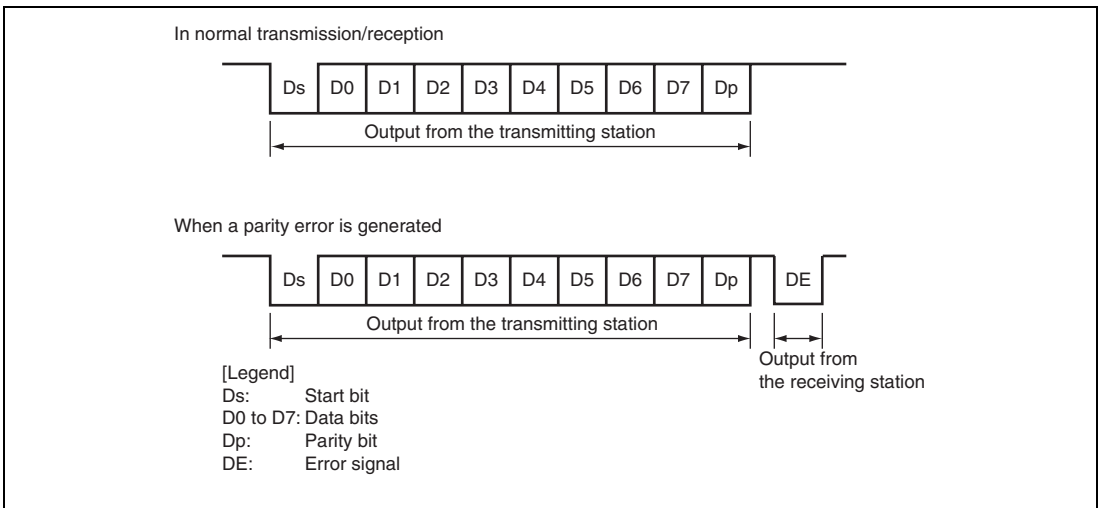 In normal transmission/reception
Ds D0 D1 D2 D3 D4 D5 D6 D7 Dp
Output from the transmitting station
When a parity error is generated
Ds D0 D1 D2 D3 D4 D5 D6 D7 Dp DE
Output from the transmitting station
Output from
the receiving station
[Legend]
Ds: Start bit
D0 to D7: Data bits
Dp: Parity bit
DE: Error signal